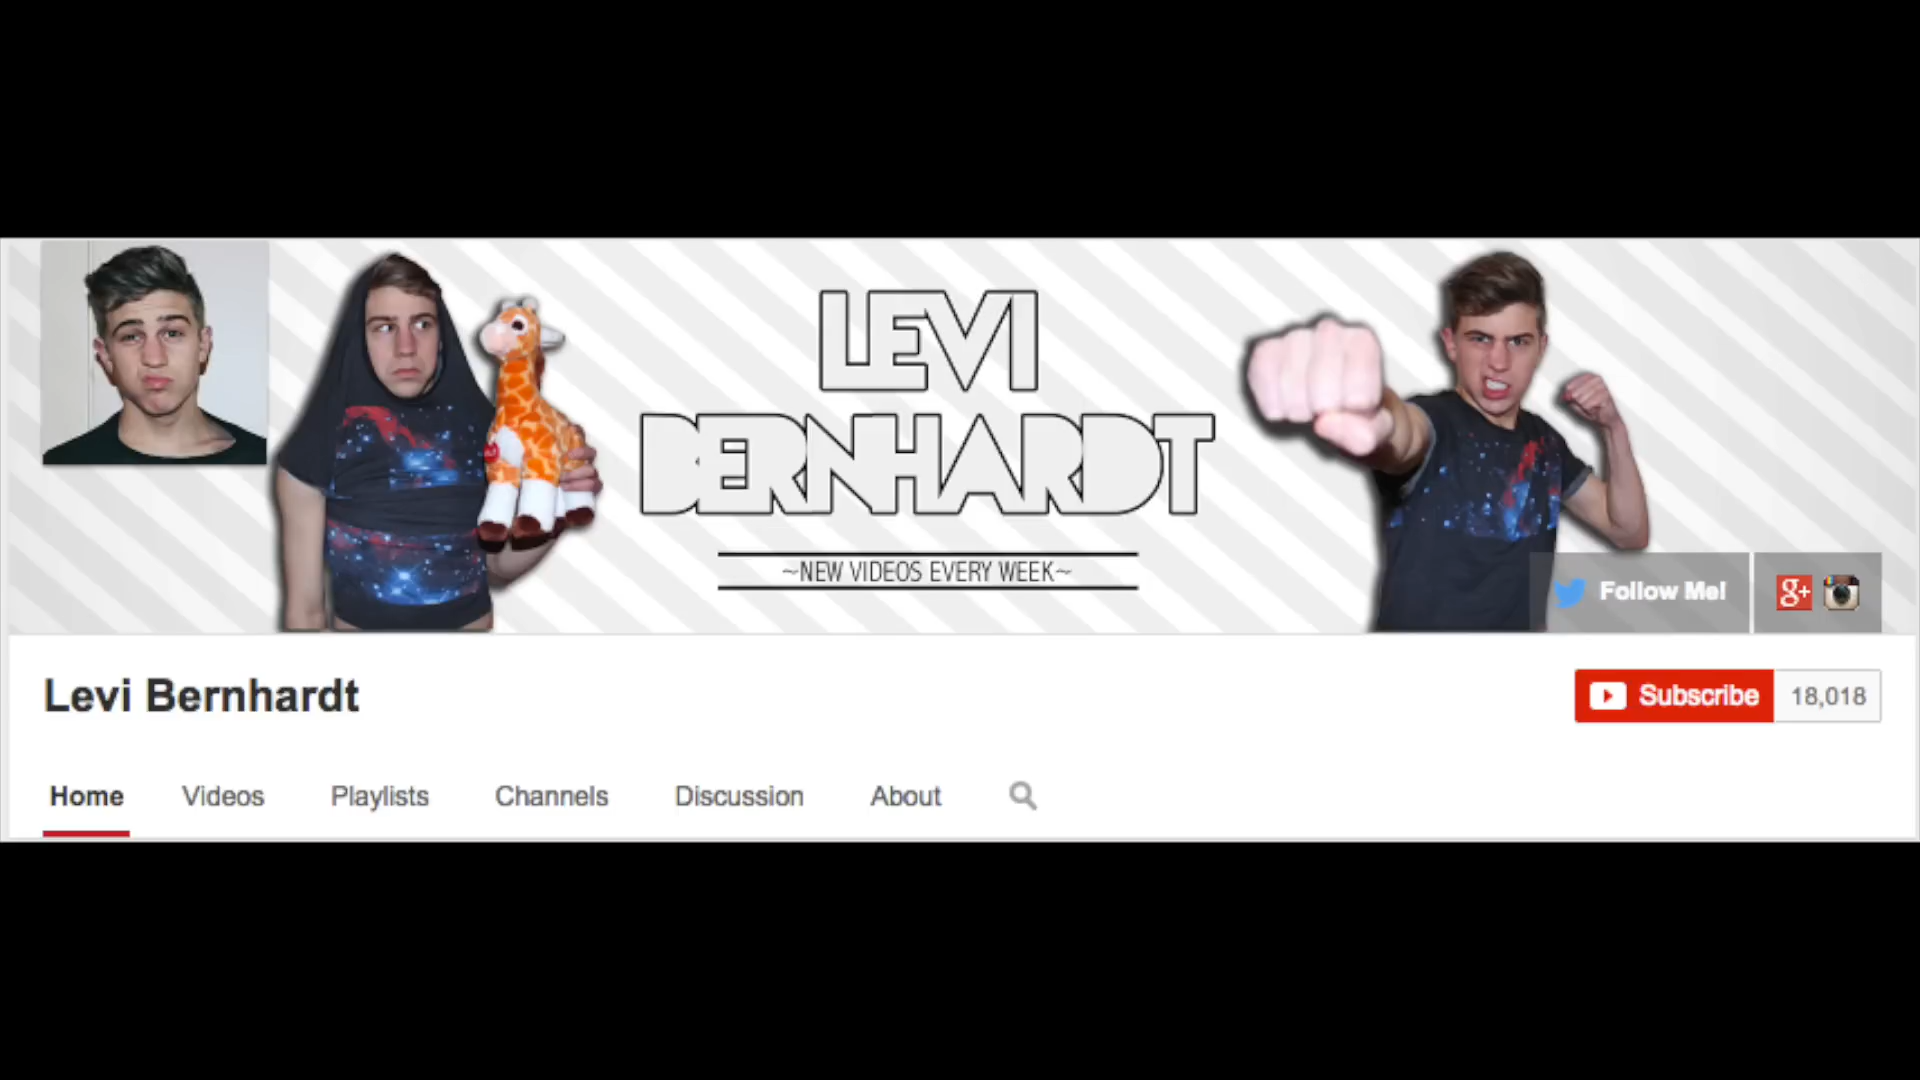 LEVI
BERNHARDT
~NEW VIDEOS EVERY WEEK~
Follow Me!
g+
Levi Bernhardt
Subscribe 18,018
Home Videos Playlists Channels Discussion About